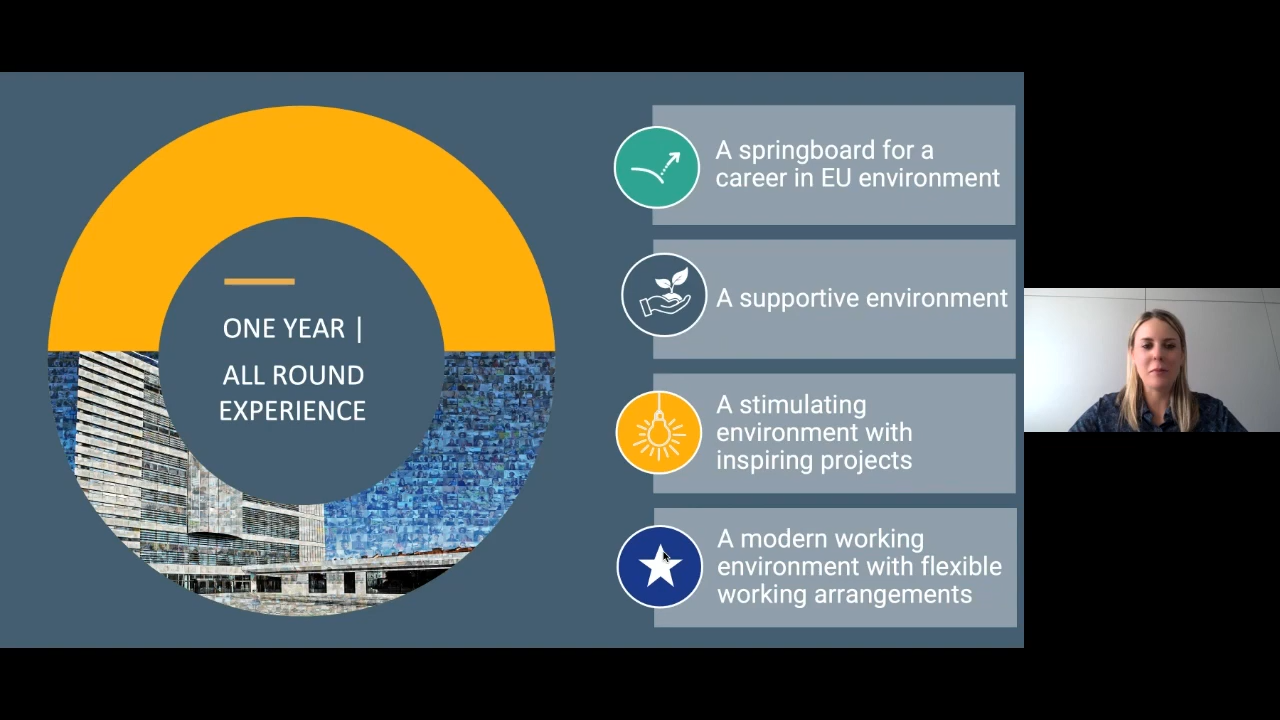 ONE YEAR |
ALL ROUND
EXPERIENCE
A springboard for a
career in EU environment
A supportive environment
A stimulating
environment with
inspiring projects
A modern working
environment with flexible
working arrangements